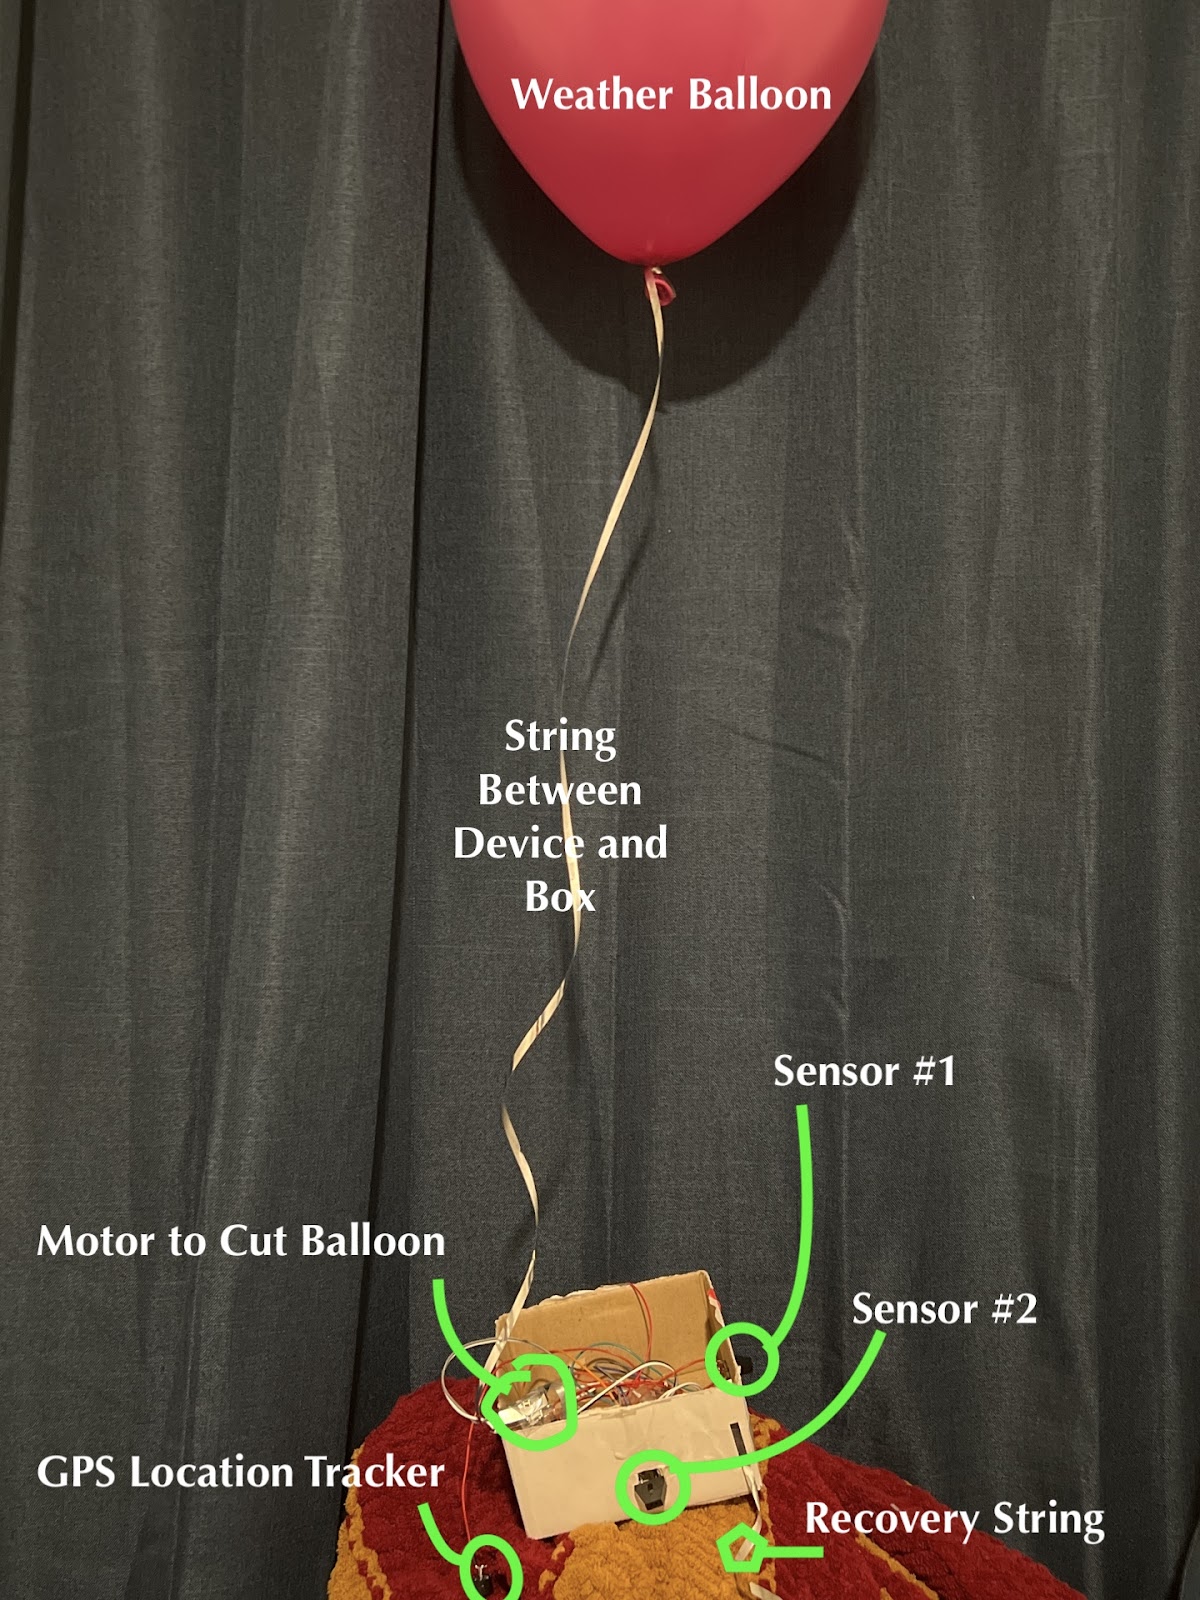 Weather Balloon
String
Between
Device and
Box
Sensor #1
Motor to Cut Balloon
Sensor #2
GPS Location Tracker
Recovery String